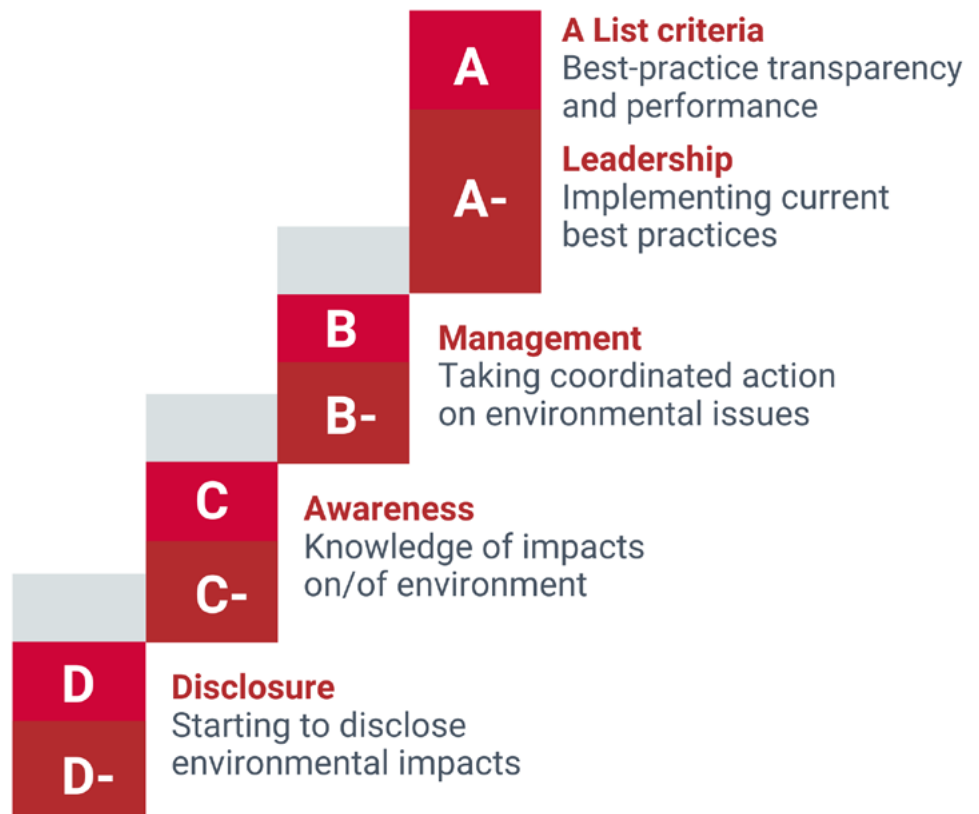 A
A List criteria
Best-practice transparency
and performance
A-
Leadership
Implementing current
best practices
B
B-
Management
Taking coordinated action
on environmental issues
C
C-
Awareness
Knowledge of impacts
on/of environment
D
D-
Disclosure
Starting to disclose
environmental impacts